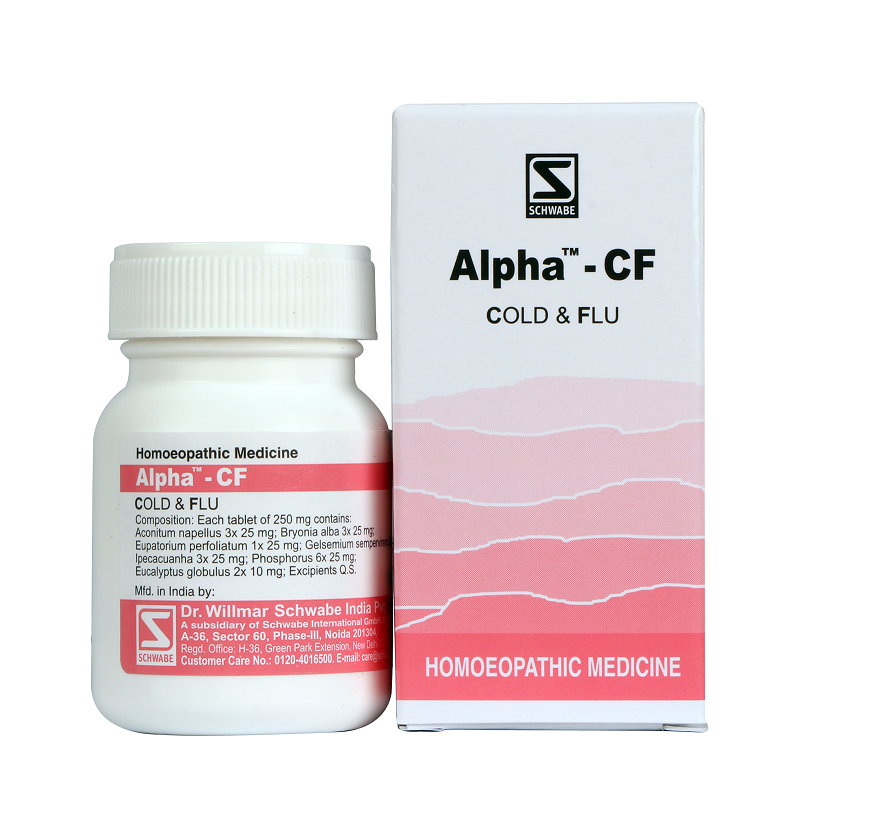 Homoeopathic Medicine
Alpha™ - CF
COLD & FLU
Composition: Each tablet of 250 mg contains:
Aconitum napellus 3x 25 mg; Bryonia alba 3x 25 mg;
Eupatorium perfoliatum 1x 25 mg; Gelsemium
Ipecacuanha 3x 25 mg; Phosphorus 6x 25 mg;
Eucalyptus globulus 2x 10 mg; Excipients Q.S.
Mfd. in India by:
SCHWABE
Dr. Willmar Schwabe India
A subsidiary of Schwabe International
A-36, Sector 60, Phase-III, Noida 201304,
Regd. Office: H-36, Green Park Extension, New
Customer Care No.: 0120-4016500. E-mail:
SCHWABE
Alpha™ - CF
COLD & FLU
HOMOEOPATHIC MEDICINE